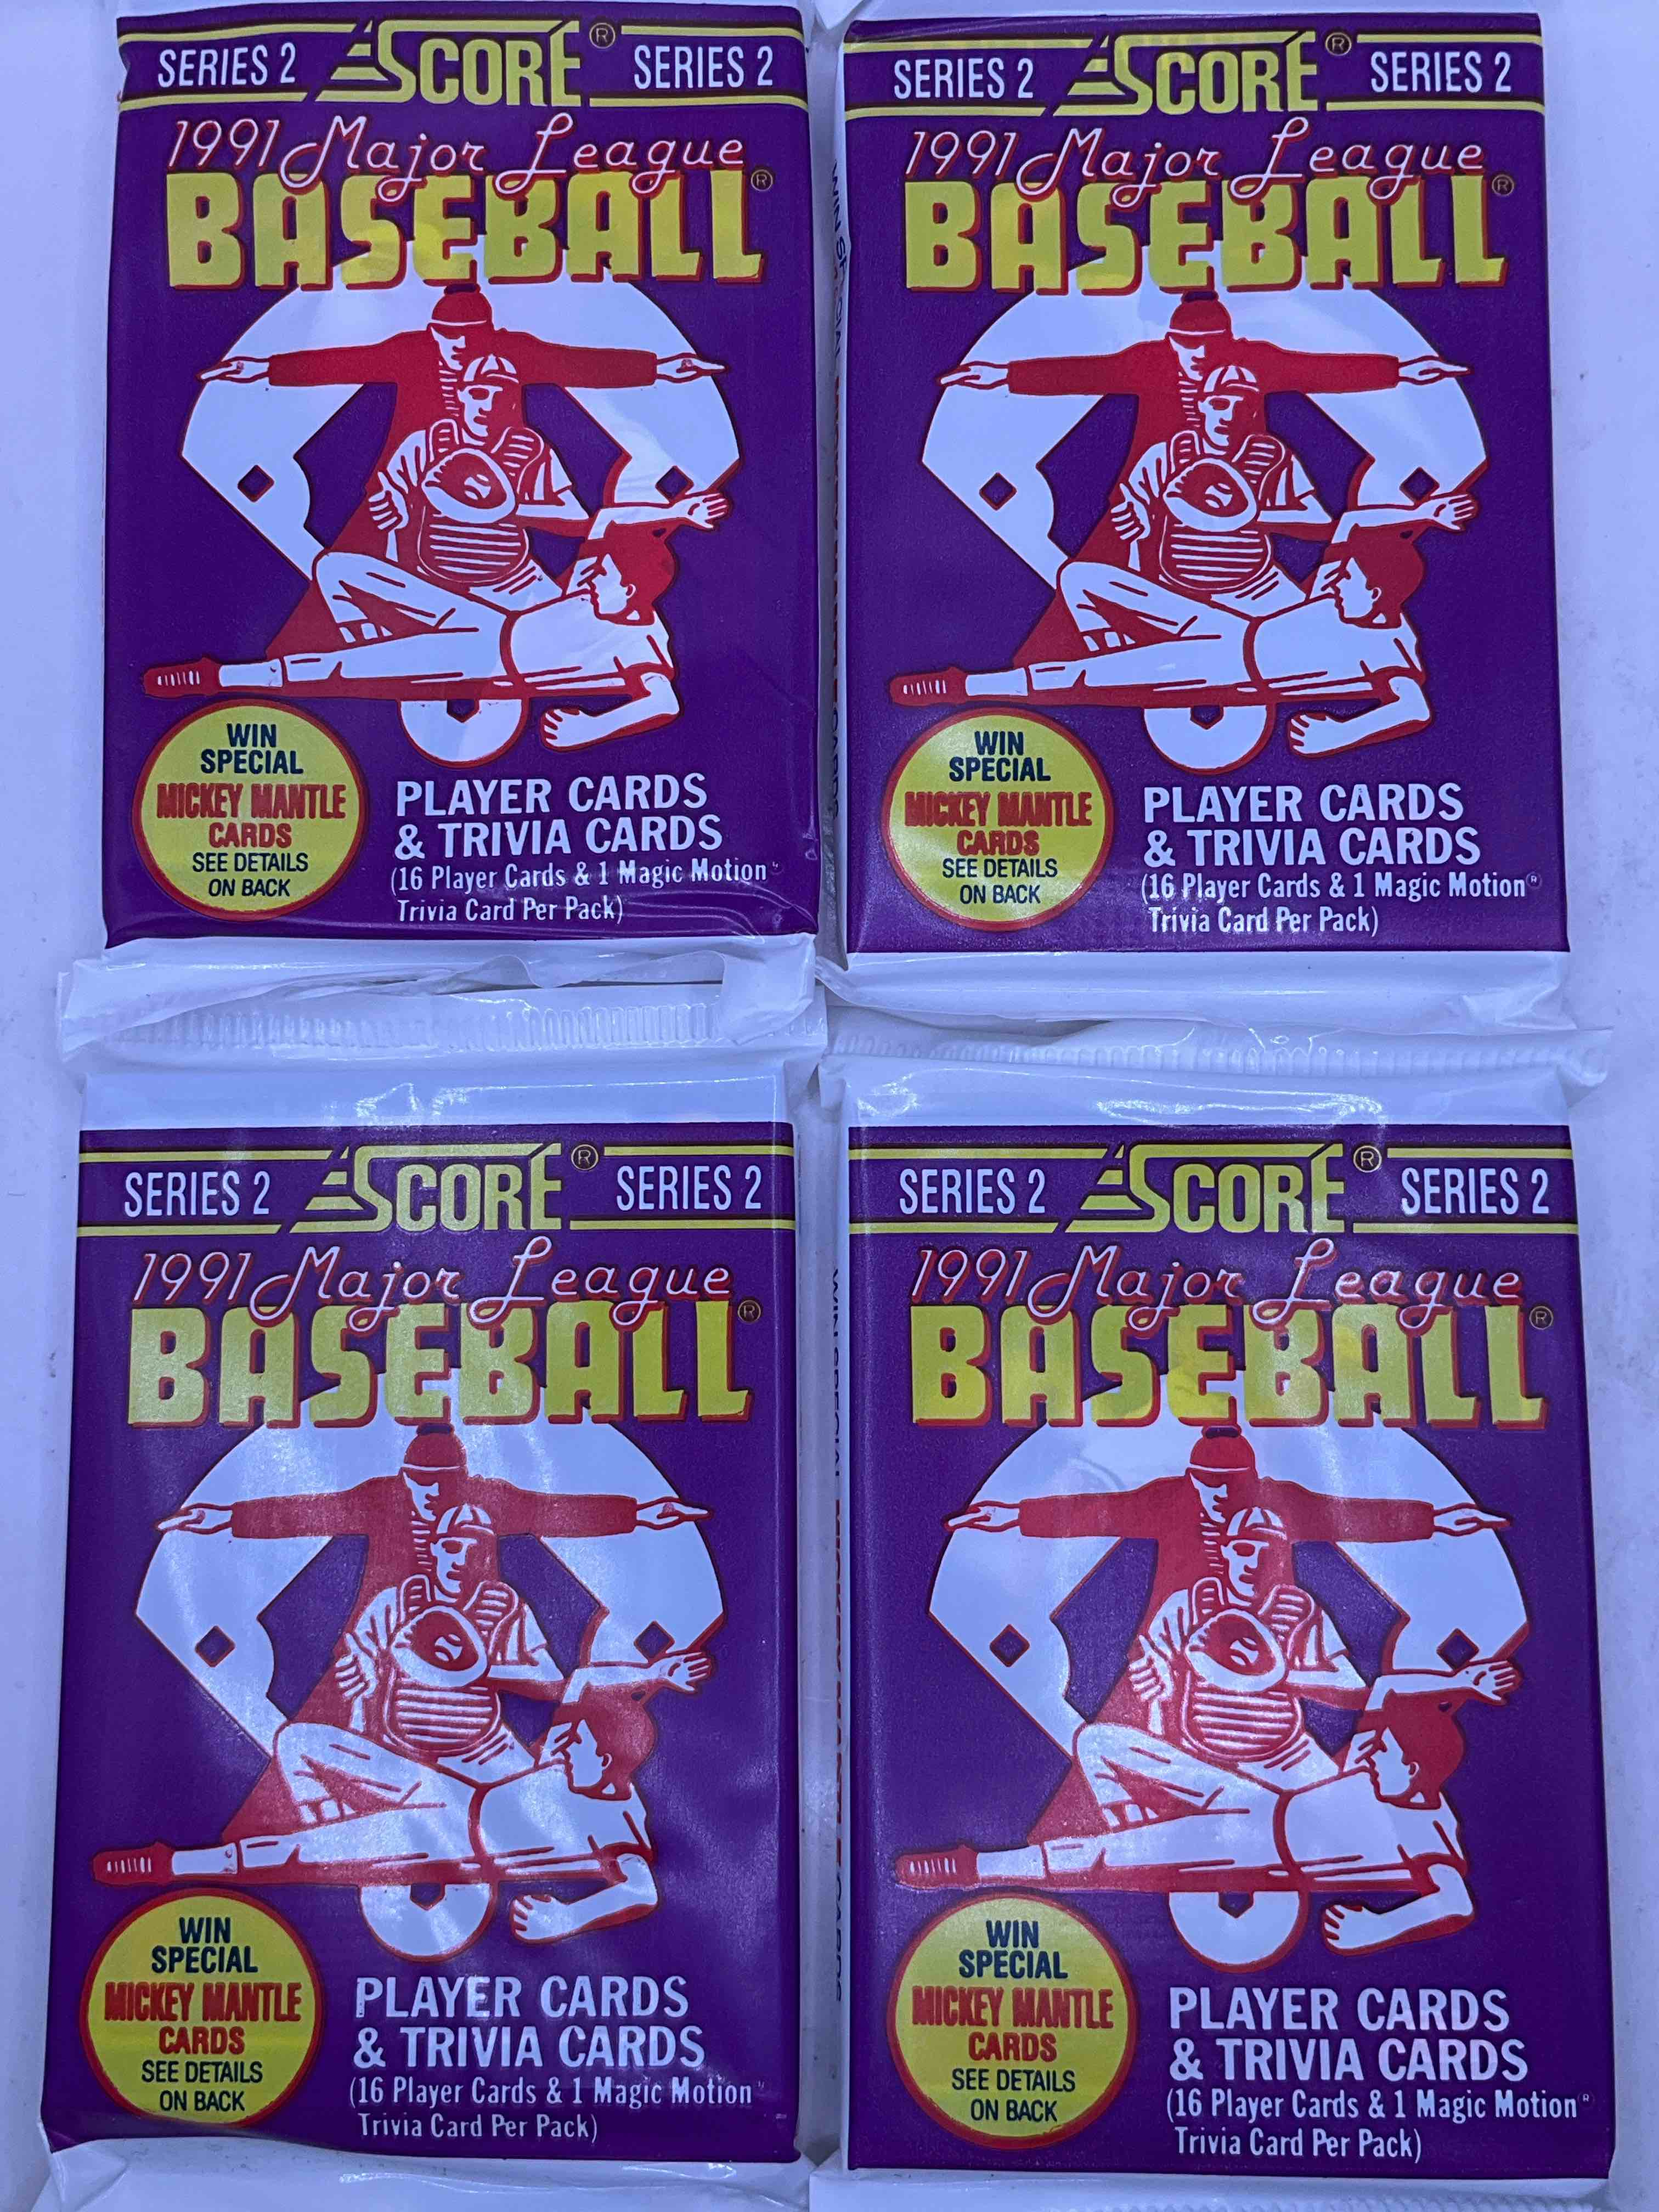 SERIES 2 SCORE® SERIES 2
1991 Major League
BASEBALL®
WIN
SPECIAL
MICKEY MANTLE
CARDS
SEE DETAILS
ON BACK
PLAYER CARDS
& TRIVIA CARDS
(16 Player Cards & 1 Magic Motion
Trivia Card Per Pack)
SERIES 2 SCORE® SERIES 2
1991 Major League
BASEBALL®
WIN
SPECIAL
MICKEY MANTLE
CARDS
SEE DETAILS
ON BACK
PLAYER CARDS
& TRIVIA CARDS
(16 Player Cards & 1 Magic Motion®
Trivia Card Per Pack)
SERIES 2 SCORE® SERIES 2
1991 Major League
BASEBALL®
WIN
SPECIAL
MICKEY MANTLE
CARDS
SEE DETAILS
ON BACK
PLAYER CARDS
& TRIVIA CARDS
(16 Player Cards & 1 Magic Motion
Trivia Card Per Pack)
SERIES 2 SCORE® SERIES 2
1991 Major League
BASEBALL®
WIN
SPECIAL
MICKEY MANTLE
CARDS
SEE DETAILS
ON BACK
PLAYER CARDS
& TRIVIA CARDS
(16 Player Cards & 1 Magic Motion®
Trivia Card Per Pack)